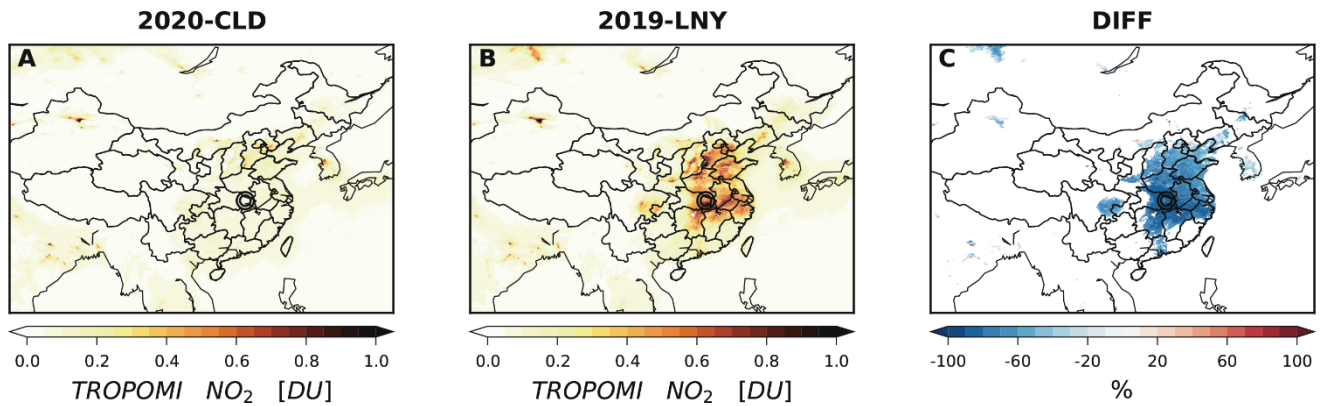 2020-CLD 2019-LNY DIFF
A B C
0.0 0.2 0.4 0.6 0.8 1.0 0.0 0.2 0.4 0.6 0.8 1.0 -100 -60 -20 20 60 100
TROPOMI NO₂ [DU] TROPOMI NO₂ [DU] %